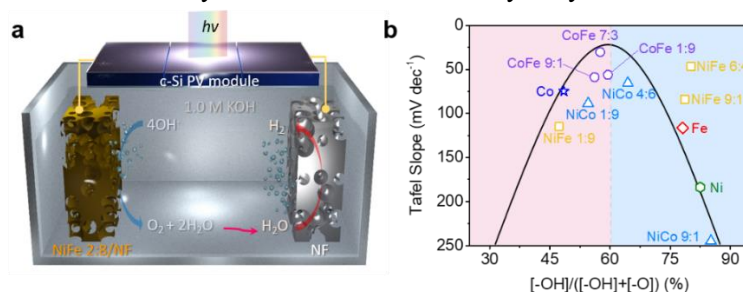 a
hv
c-Si PV module
1.0 M KOH
4OH
H2
O2 + 2H2O
H2O
NiFe 2:8/NF
NF
b
0
50
100
150
200
250
Tafel Slope (mV dec-1)
CoFe 7:3
CoFe 9:1
CoFe 1:9
NiFe 6:4
Co
NiCo 4:6
NiFe 9:1
NiCo 1:9
NiFe 1:9
Fe
Ni
NiCo 9:1
30
45
60
75
90
[-OH]/([-OH]+[-O]) (%)